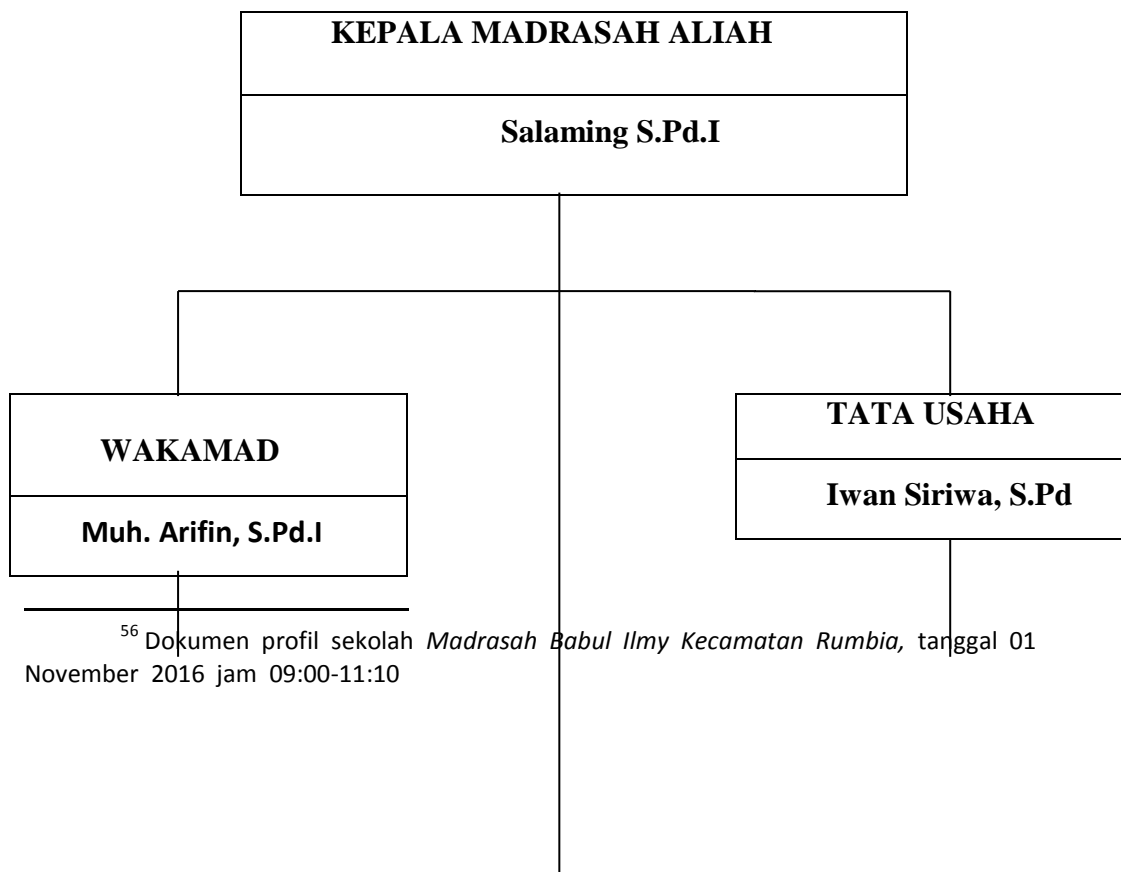 KEPALA MADRASAH ALIAH
Salaming S.Pd.I
WAKAMAD
Muh. Arifin, S.Pd.I
TATA USAHA
Iwan Siriwa, S.Pd
56 Dokumen profil sekolah Madrasah Babul Ilmy Kecamatan Rumbia, tanggal 01
November 2016 jam 09:00-11:10